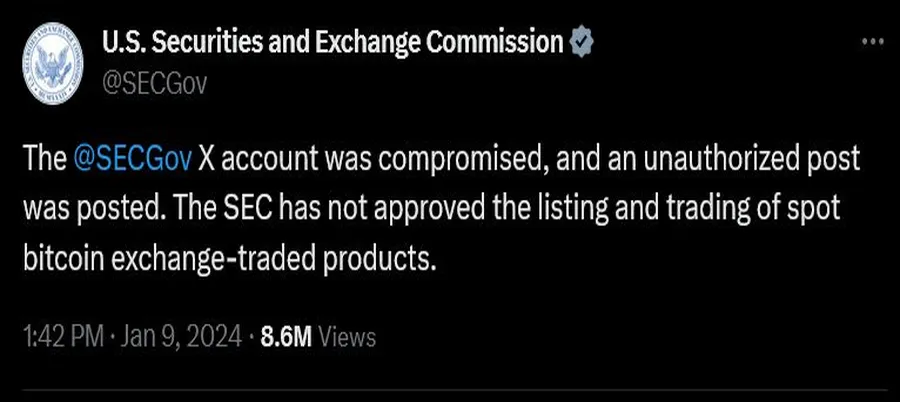 U.S. Securities and Exchange Commission
@SECGov
The @SECGov X account was compromised, and an unauthorized post
was posted. The SEC has not approved the listing and trading of spot
bitcoin exchange-traded products.
1:42 PM · Jan 9, 2024 · 8.6M Views